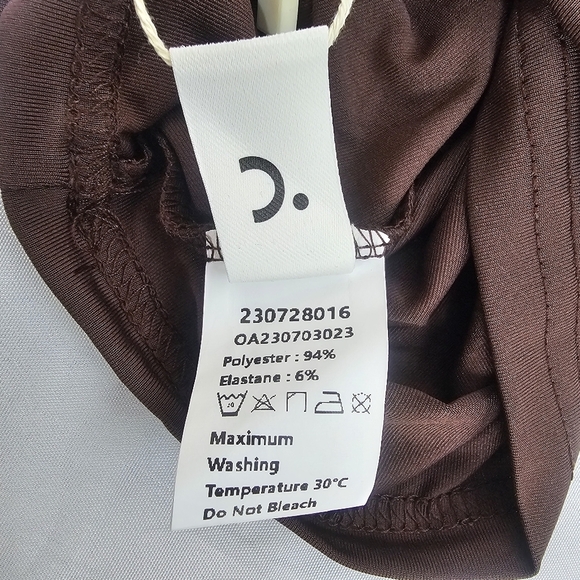 230728016
OA230703023
Polyester : 94%
Elastane : 6%
Maximum
Washing
Temperature 30°C
Do Not Bleach